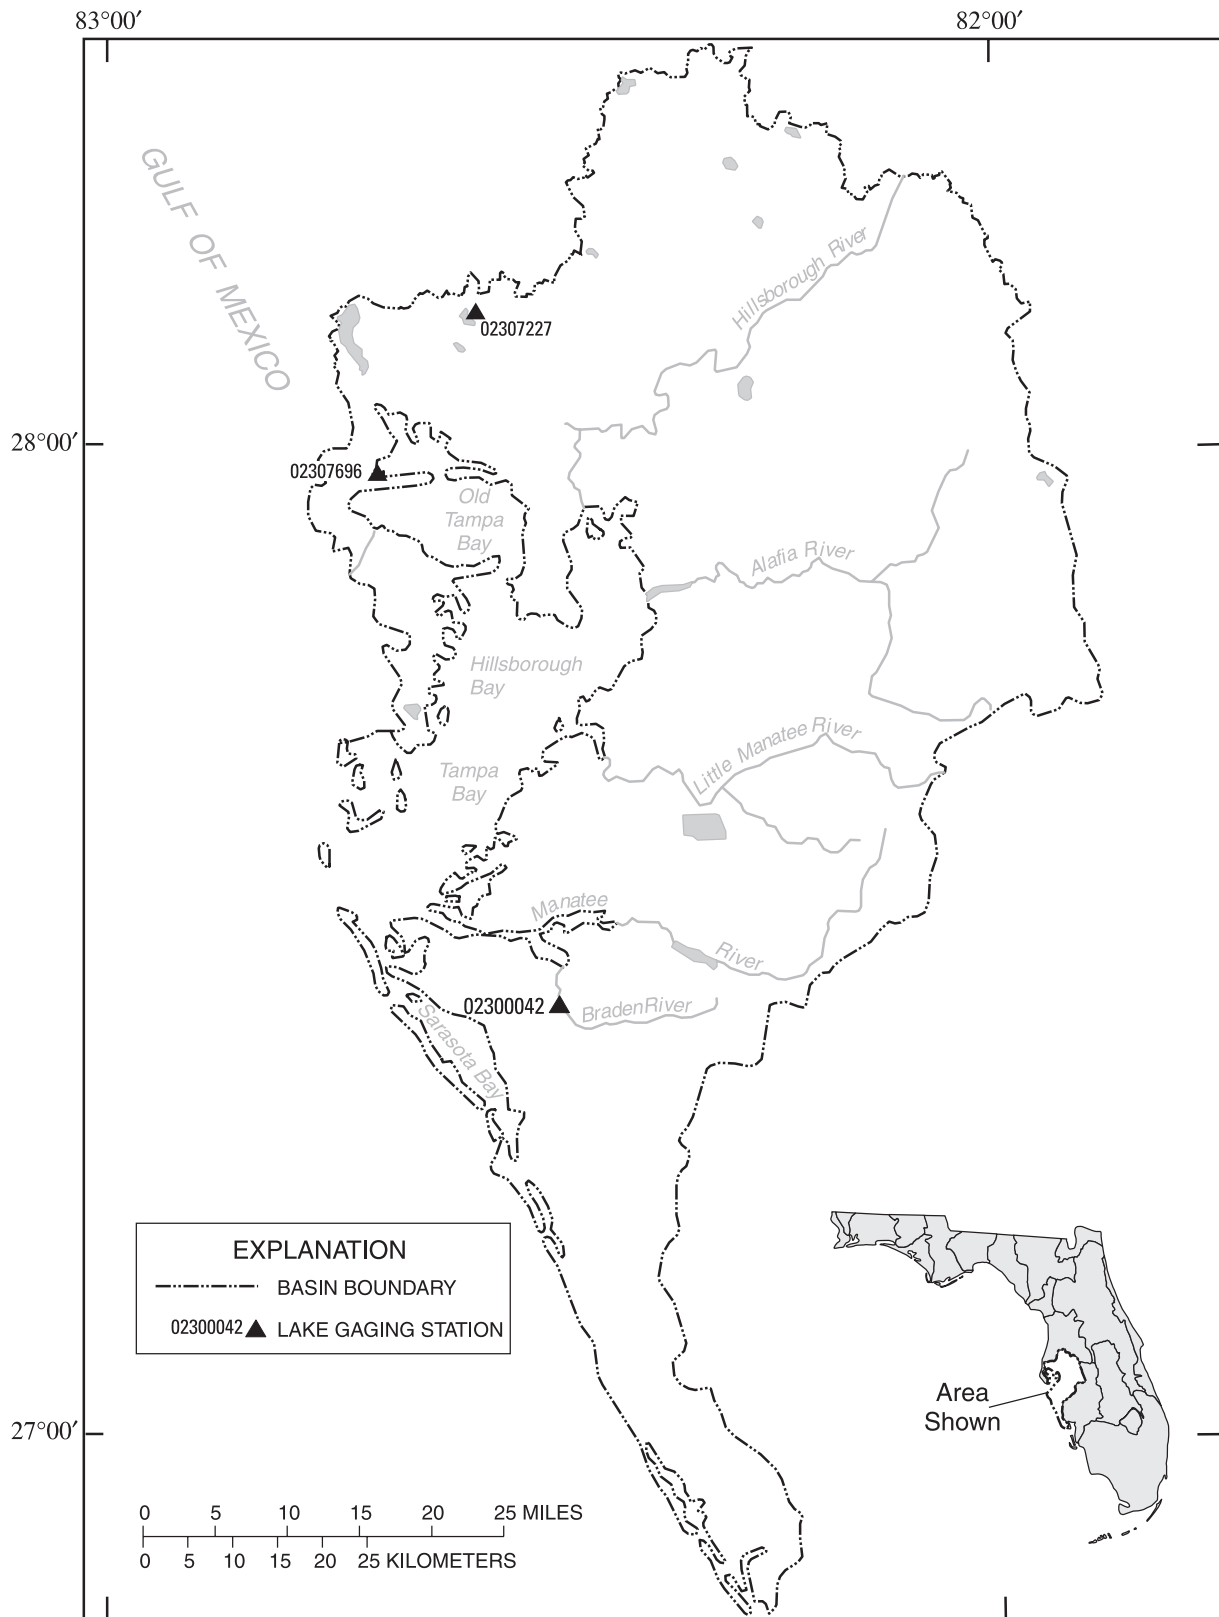 83°00′
82°00′
GULF OF MEXICO
Hillsborough River
02307227
28°00′
02307696
Old
Tampa
Bay
Alafia River
Hillsborough
Bay
Little Manatee River
Tampa
Bay
Manatee
River
02300042
BradenRiver
Sarasota Bay
EXPLANATION
BASIN BOUNDARY
02300042 LAKE GAGING STATION
Area
Shown
27°00′
0 5 10 15 20 25 MILES
0 5 10 15 20 25 KILOMETERS